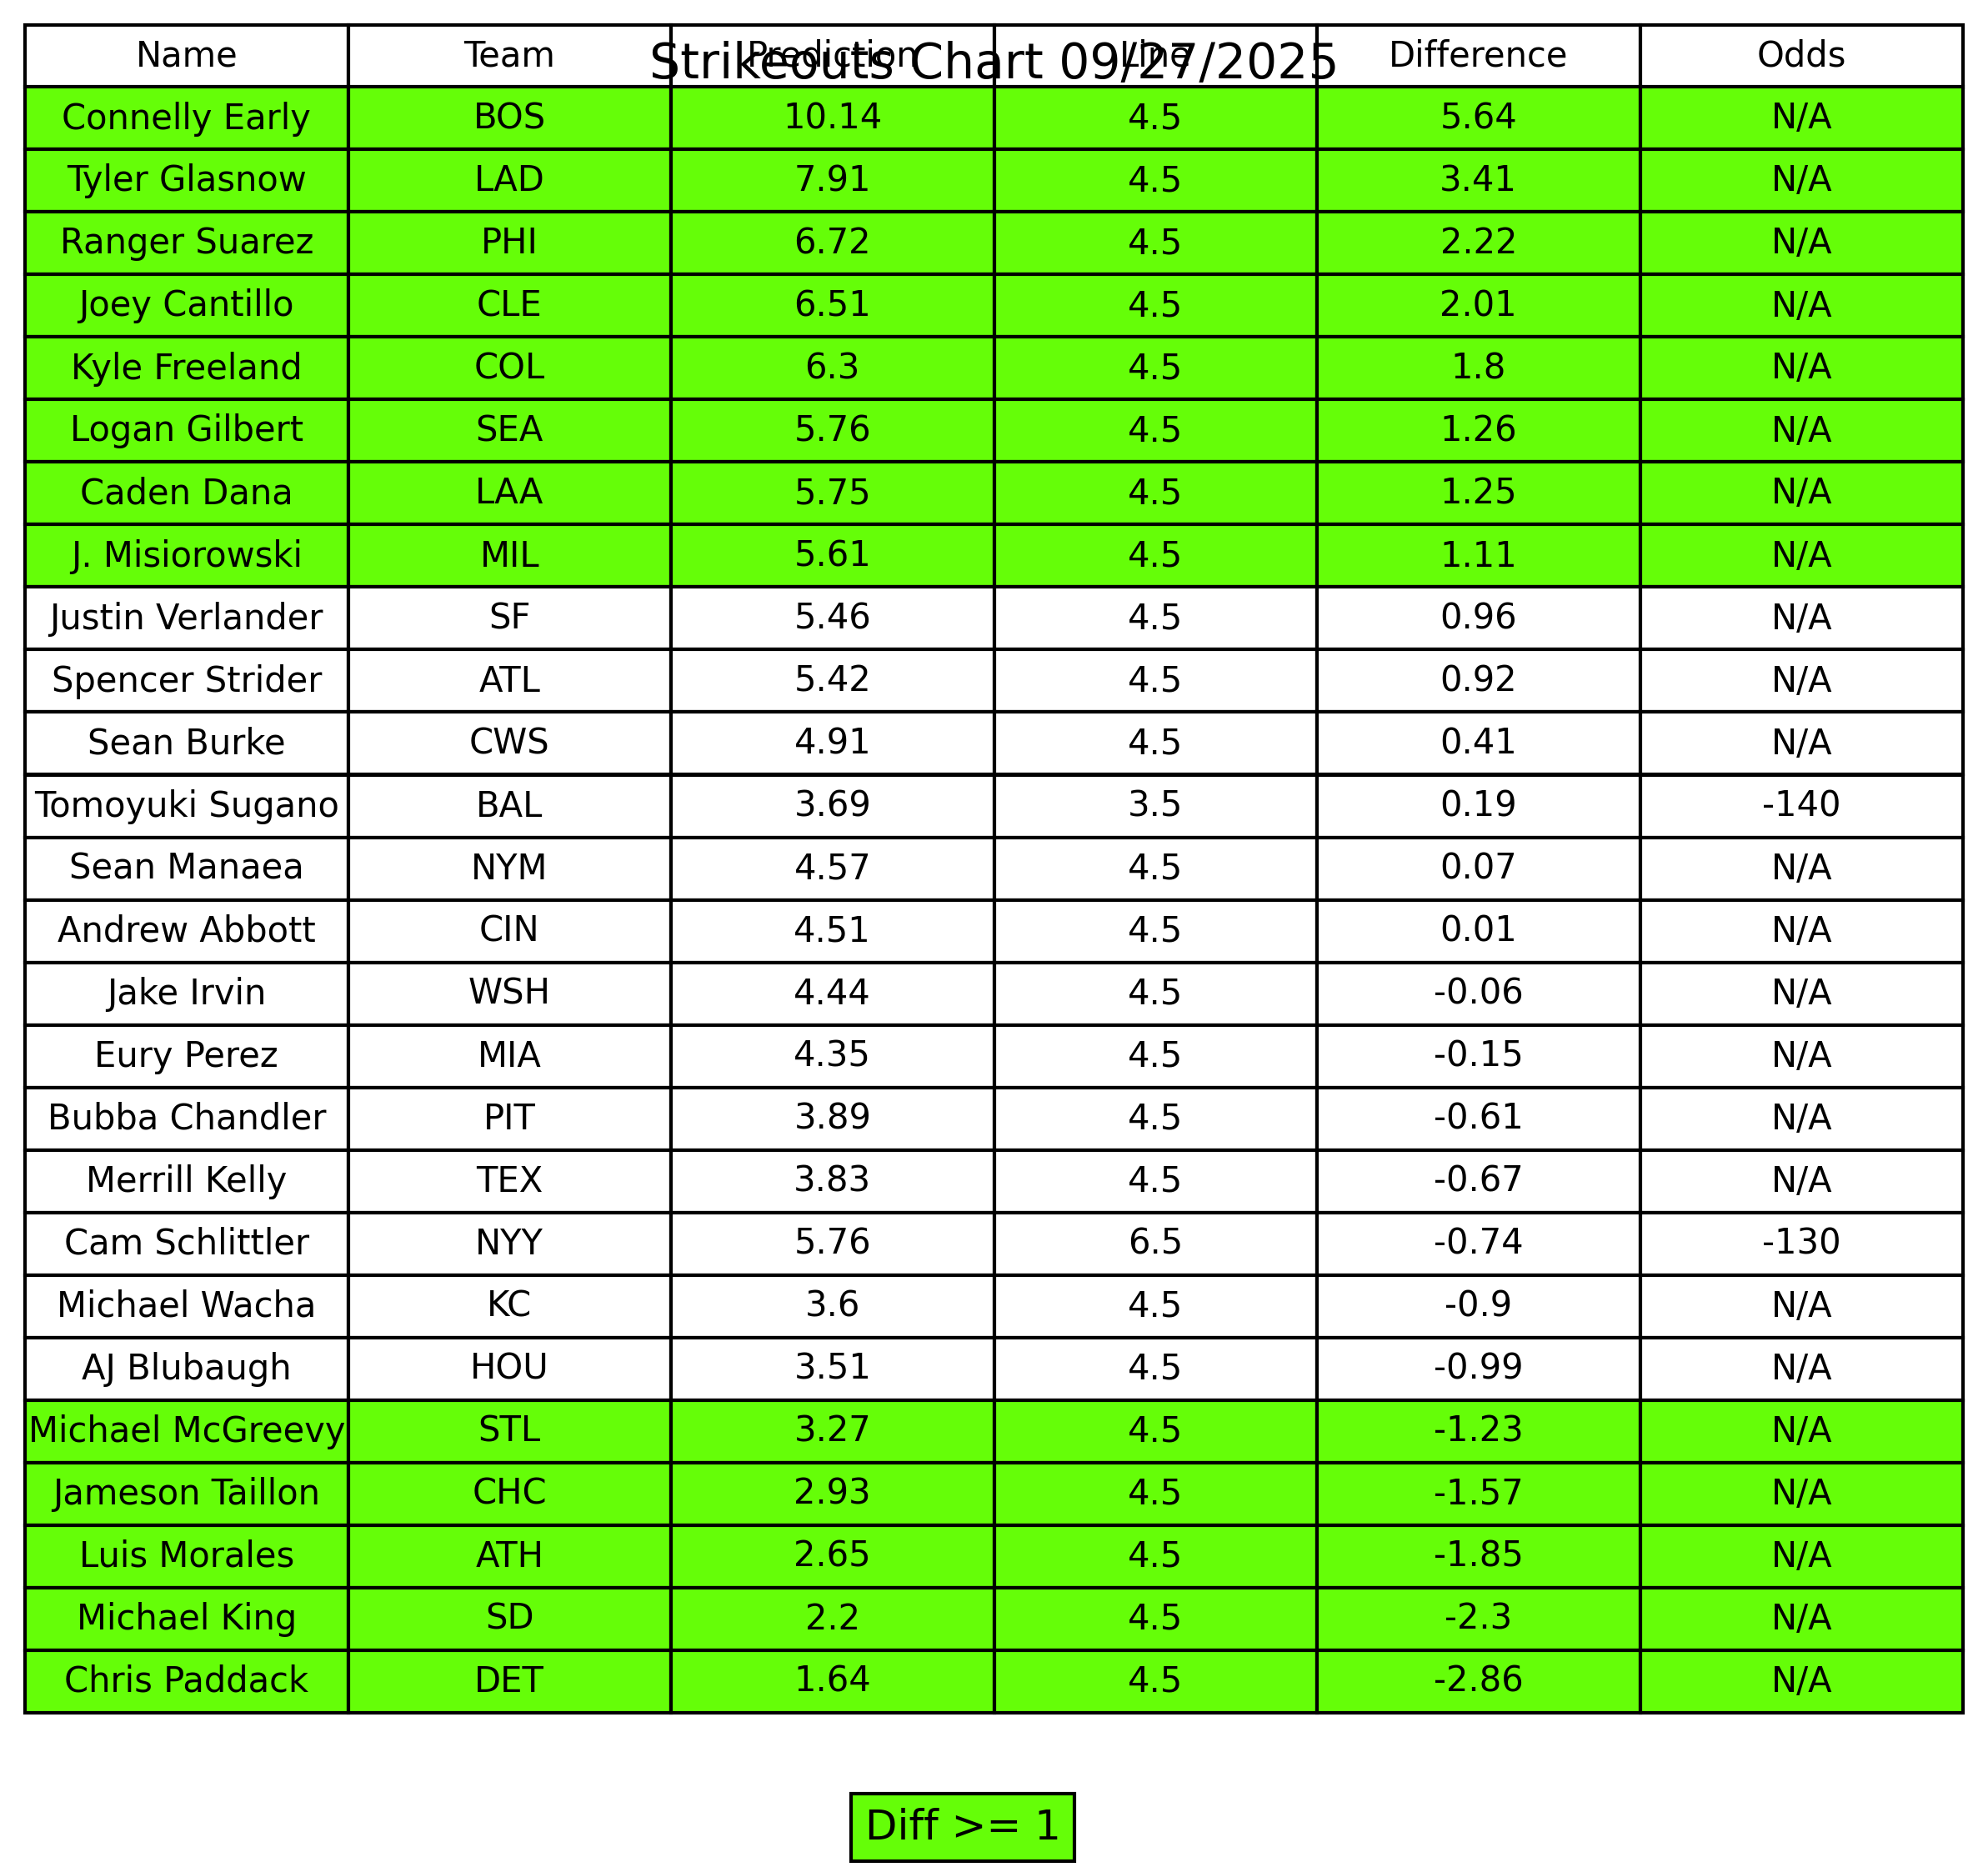 Strikeouts Chart 09/27/2025
Name Team Prediction Line Difference Odds
Connelly Early BOS 10.14 4.5 5.64 N/A
Tyler Glasnow LAD 7.91 4.5 3.41 N/A
Ranger Suarez PHI 6.72 4.5 2.22 N/A
Joey Cantillo CLE 6.51 4.5 2.01 N/A
Kyle Freeland COL 6.3 4.5 1.8 N/A
Logan Gilbert SEA 5.76 4.5 1.26 N/A
Caden Dana LAA 5.75 4.5 1.25 N/A
J. Misiorowski MIL 5.61 4.5 1.11 N/A
Justin Verlander SF 5.46 4.5 0.96 N/A
Spencer Strider ATL 5.42 4.5 0.92 N/A
Sean Burke CWS 4.91 4.5 0.41 N/A
Tomoyuki Sugano BAL 3.69 3.5 0.19 -140
Sean Manaea NYM 4.57 4.5 0.07 N/A
Andrew Abbott CIN 4.51 4.5 0.01 N/A
Jake Irvin WSH 4.44 4.5 -0.06 N/A
Eury Perez MIA 4.35 4.5 -0.15 N/A
Bubba Chandler PIT 3.89 4.5 -0.61 N/A
Merrill Kelly TEX 3.83 4.5 -0.67 N/A
Cam Schlittler NYY 5.76 6.5 -0.74 -130
Michael Wacha KC 3.6 4.5 -0.9 N/A
AJ Blubaugh HOU 3.51 4.5 -0.99 N/A
Michael McGreevy STL 3.27 4.5 -1.23 N/A
Jameson Taillon CHC 2.93 4.5 -1.57 N/A
Luis Morales ATH 2.65 4.5 -1.85 N/A
Michael King SD 2.2 4.5 -2.3 N/A
Chris Paddack DET 1.64 4.5 -2.86 N/A
Diff >= 1